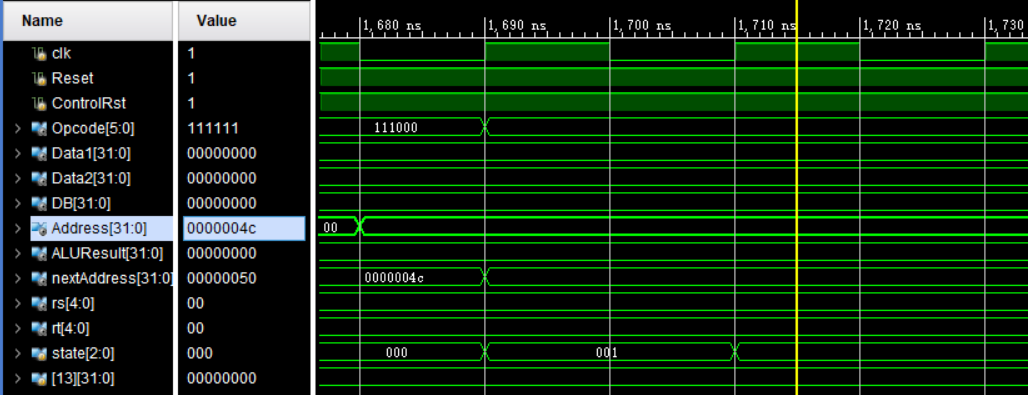 Name Value 1,680 ns 1,690 ns 1,700 ns 1,710 ns 1,720 ns 1,730
clk 1
Reset 1
ControlRst 1
Opcode[5:0] 111111 111000
Data1[31:0] 00000000
Data2[31:0] 00000000
DB[31:0] 00000000
Address[31:0] 0000004c 00
ALUResult[31:0] 00000000
nextAddress[31:0] 00000050 0000004c
rs[4:0] 00
rt[4:0] 00
state[2:0] 000 000 001
[13][31:0] 00000000